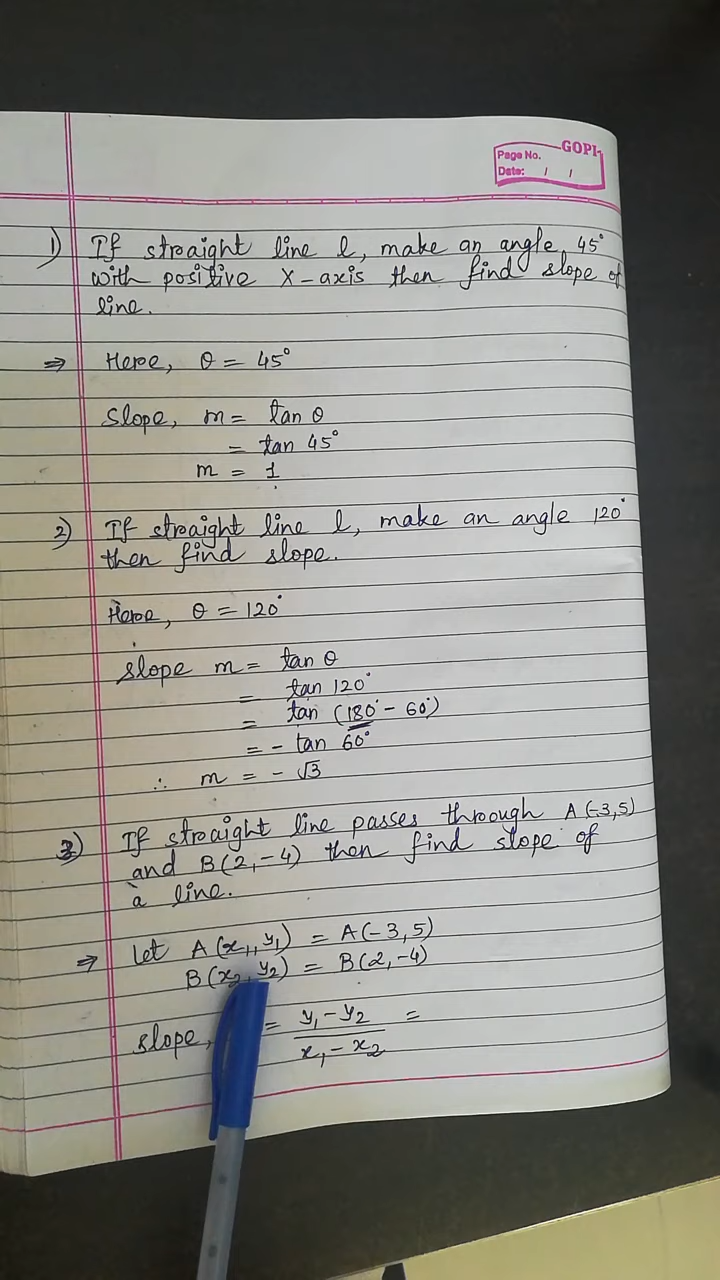 GOPI
Page No.
Date: / /
1) If straight line l, make an angle 45°
with positive X-axis then find slope of
line.
⇒ Here, θ = 45°
Slope, m = tan θ
= tan 45°
m = 1
2) If straight line l, make an angle 120°
then find slope.
Here, θ = 120°
slope m = tan θ
= tan 120°
= tan (180° - 60°)
= - tan 60°
∴ m = - √3
3) If straight line passes through A(-3,5)
and B(2,-4) then find slope of
a line.
⇒ Let A(x₁, y₁) = A(-3,5)
B(x₂, y₂) = B(2,-4)
slope, = y₁ - y₂ / x₁ - x₂ =